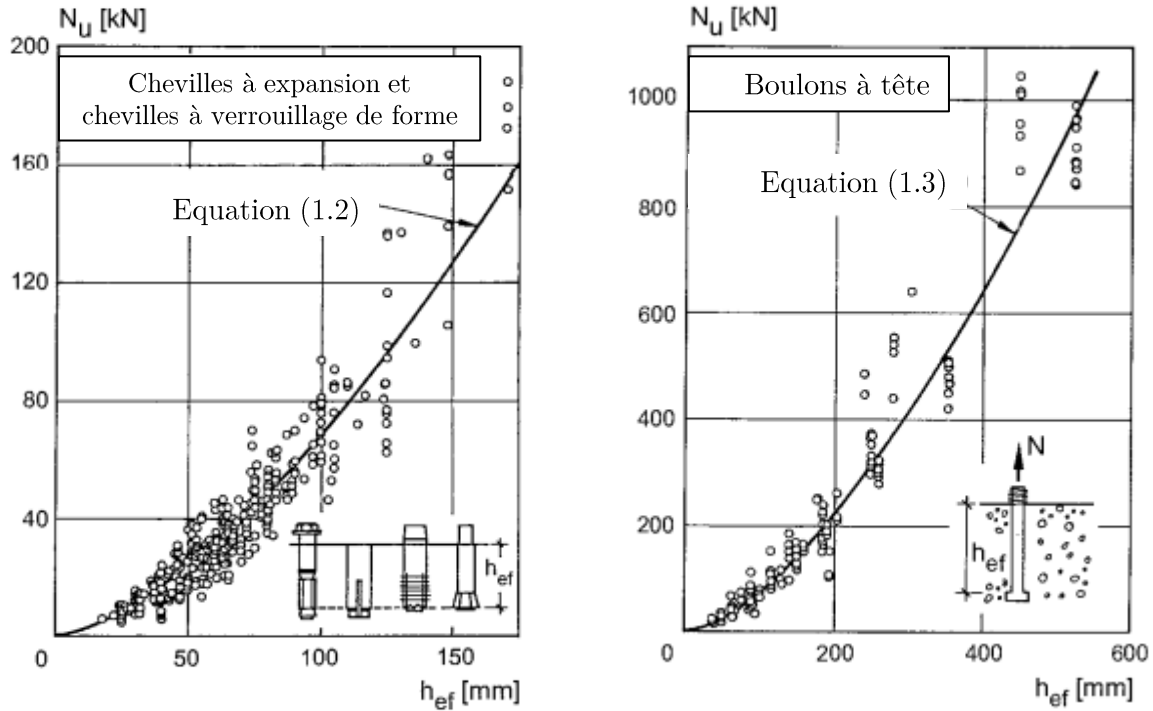 N_u [kN]
200
Chevilles à expansion et
chevilles à verrouillage de forme
160
Equation (1.2)
120
80
40
h_ef
0
50
100
150
h_ef [mm]
N_u [kN]
1000
Boulons à tête
Equation (1.3)
800
600
400
N
200
h_ef
0
0
200
400
600
h_ef [mm]